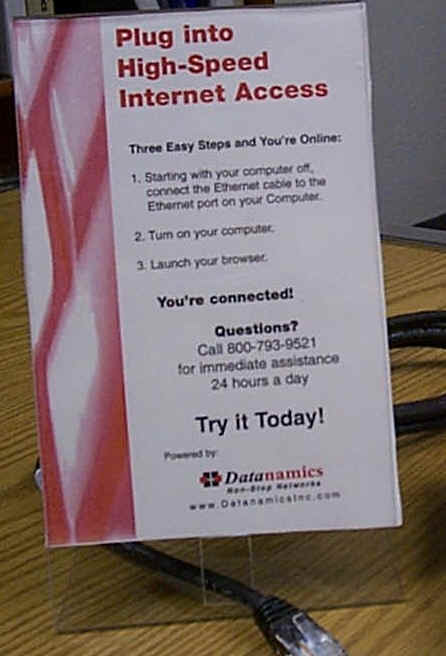 Plug into
High-Speed
Internet Access
Three Easy Steps and You're Online:
1. Starting with your computer off,
connect the Ethernet cable to the
Ethernet port on your Computer.
2. Turn on your computer.
3. Launch your browser.
You're connected!
Questions?
Call 800-793-9521
for immediate assistance
24 hours a day
Try it Today!
Powered by:
Datanamics
Non-Stop Networks
www.DatanamicsInc.com